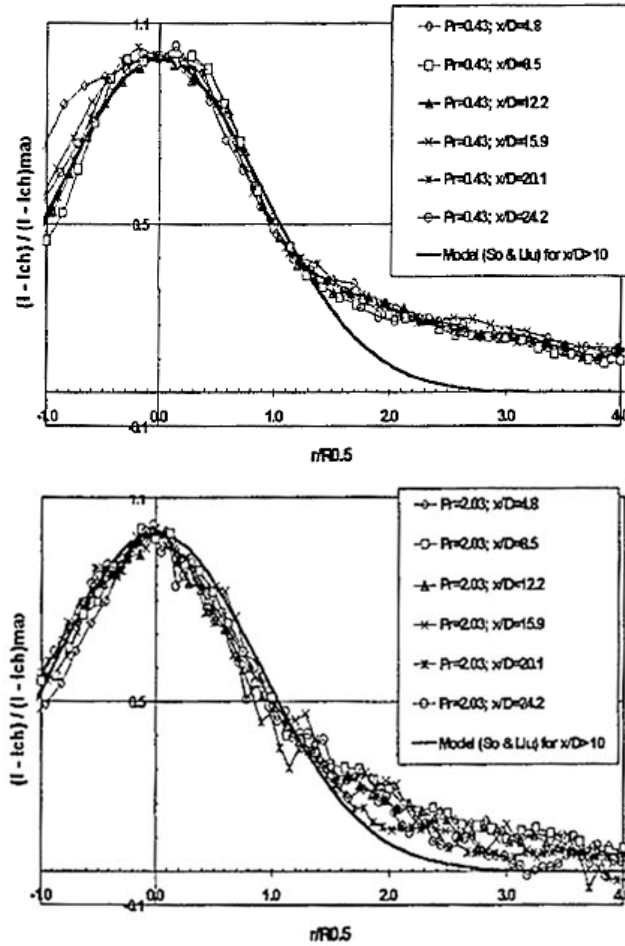 1.1
Pr=0.43; x/D=4.8
Pr=0.43; x/D=8.5
Pr=0.43; x/D=12.2
Pr=0.43; x/D=15.9
Pr=0.43; x/D=20.1
Pr=0.43; x/D=24.2
Model (So & Liu) for x/D>10
(I - Ich) / (I - Ich)max
0.5
-0.1
-1.0 0.0 1.0 2.0 3.0 4.0
r/R0.5
1.1
Pr=2.03; x/D=4.8
Pr=2.03; x/D=8.5
Pr=2.03; x/D=12.2
Pr=2.03; x/D=15.9
Pr=2.03; x/D=20.1
Pr=2.03; x/D=24.2
Model (So & Liu) for x/D>10
(I - Ich) / (I - Ich)max
0.5
-0.1
-1.0 0.0 1.0 2.0 3.0 4.0
r/R0.5